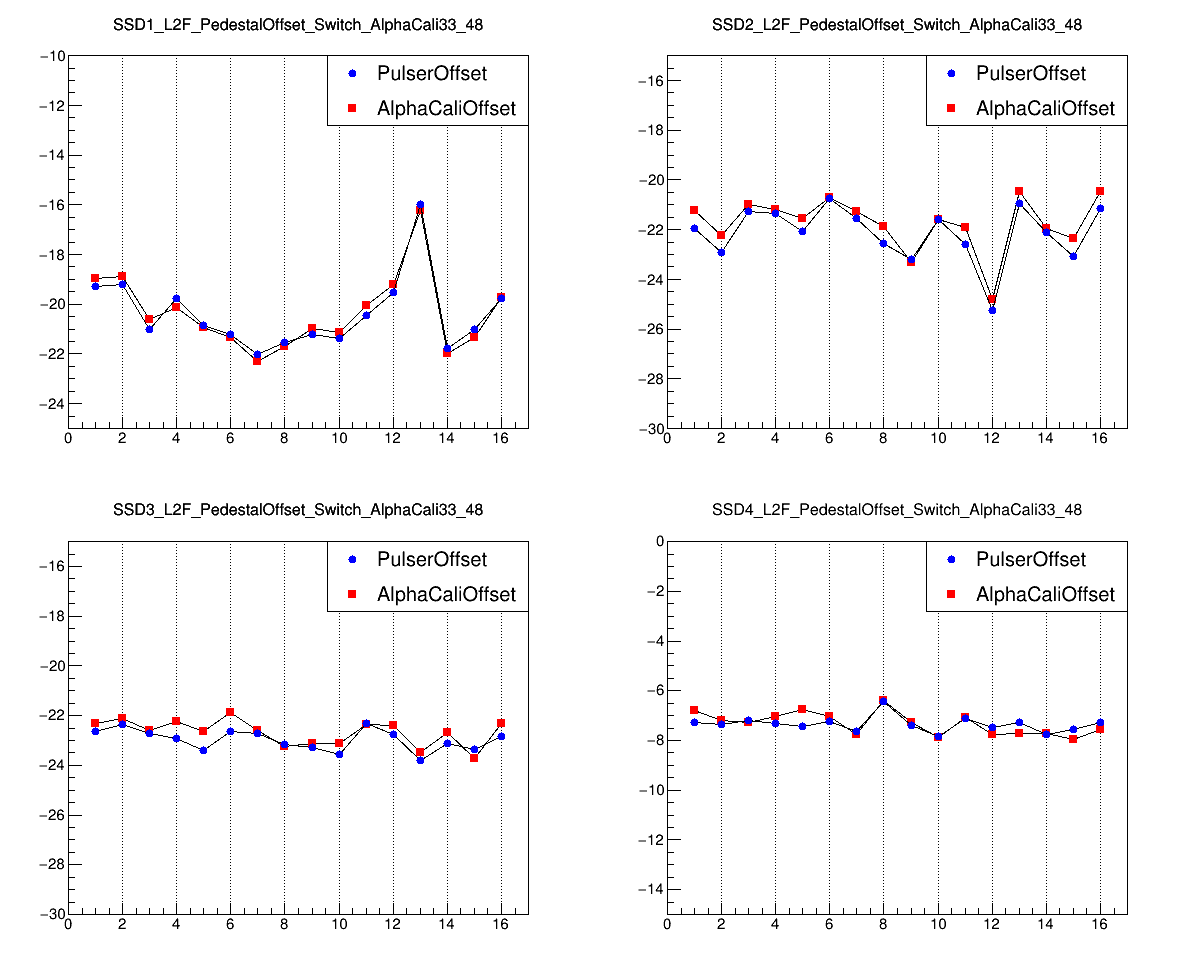 SSD1_L2F_PedestalOffset_Switch_AlphaCali33_48
−10
−12
−14
−16
−18
−20
−22
−24
0 2 4 6 8 10 12 14 16
PulserOffset
AlphaCaliOffset
SSD2_L2F_PedestalOffset_Switch_AlphaCali33_48
−16
−18
−20
−22
−24
−26
−28
−30
0 2 4 6 8 10 12 14 16
PulserOffset
AlphaCaliOffset
SSD3_L2F_PedestalOffset_Switch_AlphaCali33_48
−16
−18
−20
−22
−24
−26
−28
−30
0 2 4 6 8 10 12 14 16
PulserOffset
AlphaCaliOffset
SSD4_L2F_PedestalOffset_Switch_AlphaCali33_48
0
−2
−4
−6
−8
−10
−12
−14
0 2 4 6 8 10 12 14 16
PulserOffset
AlphaCaliOffset